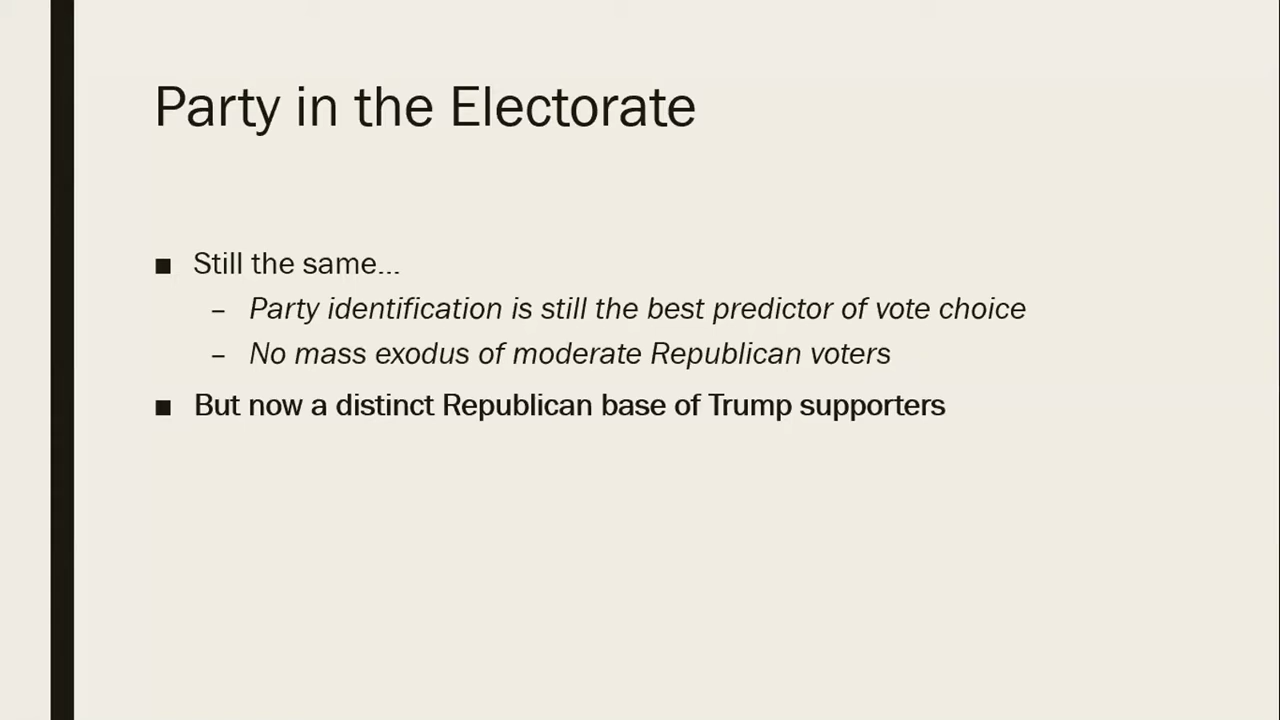 Party in the Electorate
■ Still the same...
– Party identification is still the best predictor of vote choice
– No mass exodus of moderate Republican voters
■ But now a distinct Republican base of Trump supporters